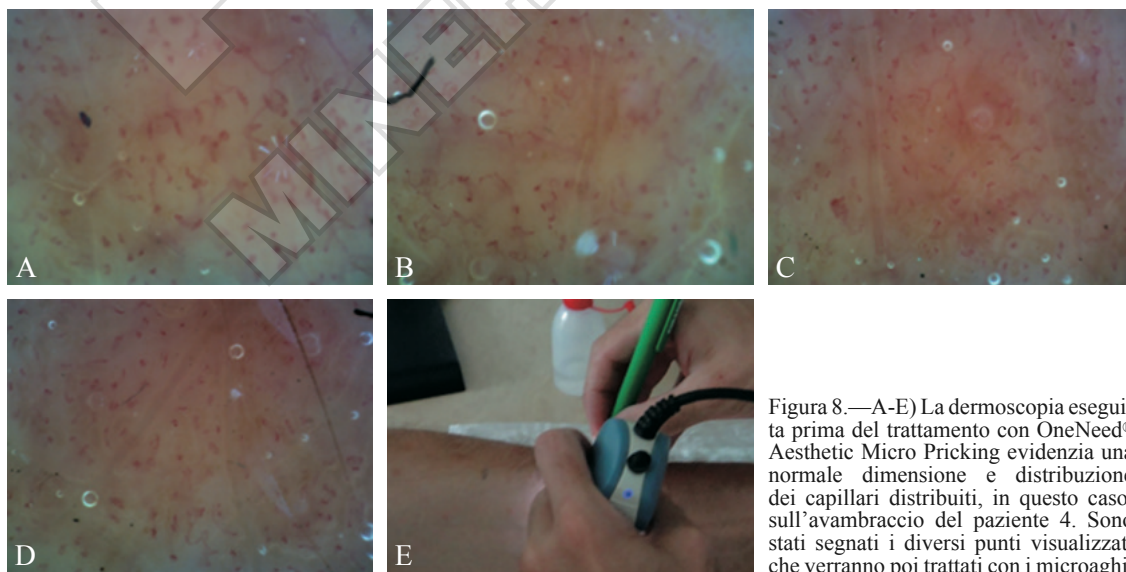 MINE
A
B
C
D
E
Figura 8.—A-E) La dermoscopia esegui-
ta prima del trattamento con OneNeed®
Aesthetic Micro Pricking evidenzia una
normale dimensione e distribuzione
dei capillari distribuiti, in questo caso,
sull'avambraccio del paziente 4. Sono
stati segnati i diversi punti visualizzati
che verranno poi trattati con i microaghi.